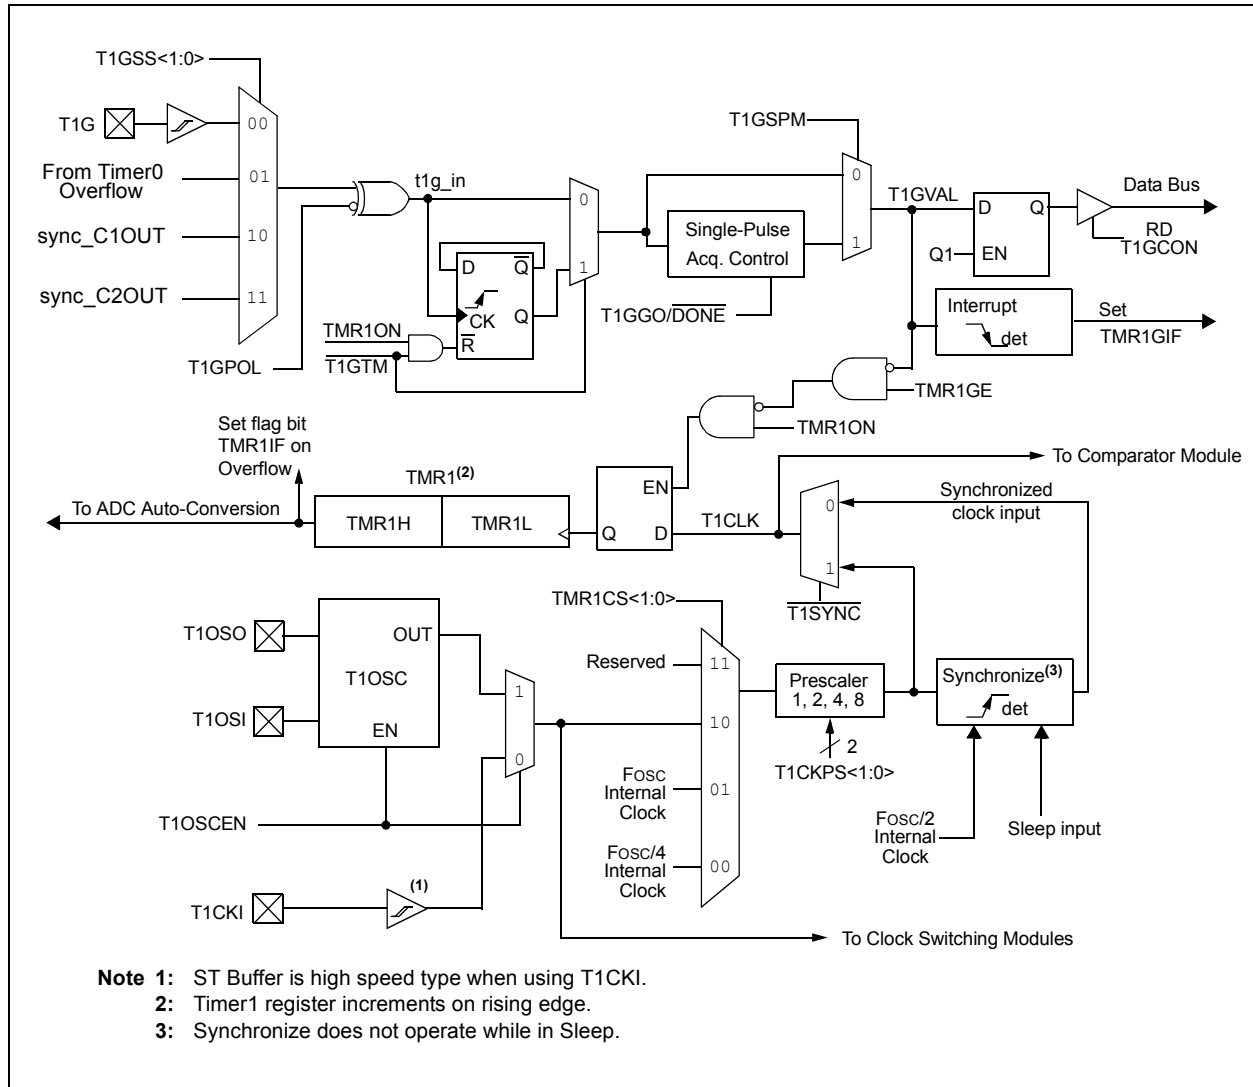 T1GSS<1:0>
T1G
00
From Timer0
Overflow
01
sync_C1OUT
10
sync_C2OUT
11
T1GPOL
t1g_in
D
Q̅
CK
Q
R̅
TMR1ON
T1GTM
0
1
T1GSPM
Single-Pulse
Acq. Control
T1GGO/D̅O̅N̅E̅
0
1
T1GVAL
D
Q
Q1
EN
Data Bus
RD
T1GCON
Interrupt
det
Set
TMR1GIF
TMR1GE
TMR1ON
Set flag bit
TMR1IF on
Overflow
To ADC Auto-Conversion
TMR1(2)
TMR1H
TMR1L
EN
Q
D
T1CLK
To Comparator Module
Synchronized
clock input
0
1
T̅1̅S̅Y̅N̅C̅
TMR1CS<1:0>
T1OSO
T1OSI
OUT
T1OSC
EN
1
0
T1OSCEN
T1CKI
(1)
Reserved
11
10
FOSC
Internal
Clock
01
FOSC/4
Internal
Clock
00
Prescaler
1, 2, 4, 8
2
T1CKPS<1:0>
Synchronize(3)
det
FOSC/2
Internal
Clock
Sleep input
To Clock Switching Modules
Note 1: ST Buffer is high speed type when using T1CKI.
2: Timer1 register increments on rising edge.
3: Synchronize does not operate while in Sleep.